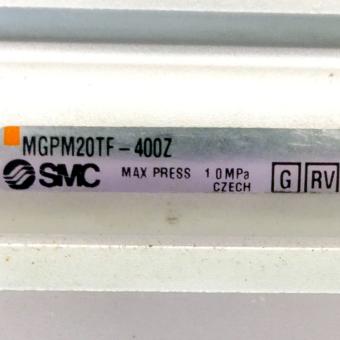 MGPM20TF-400Z
SMC MAX PRESS 1.0MPa
CZECH G RV